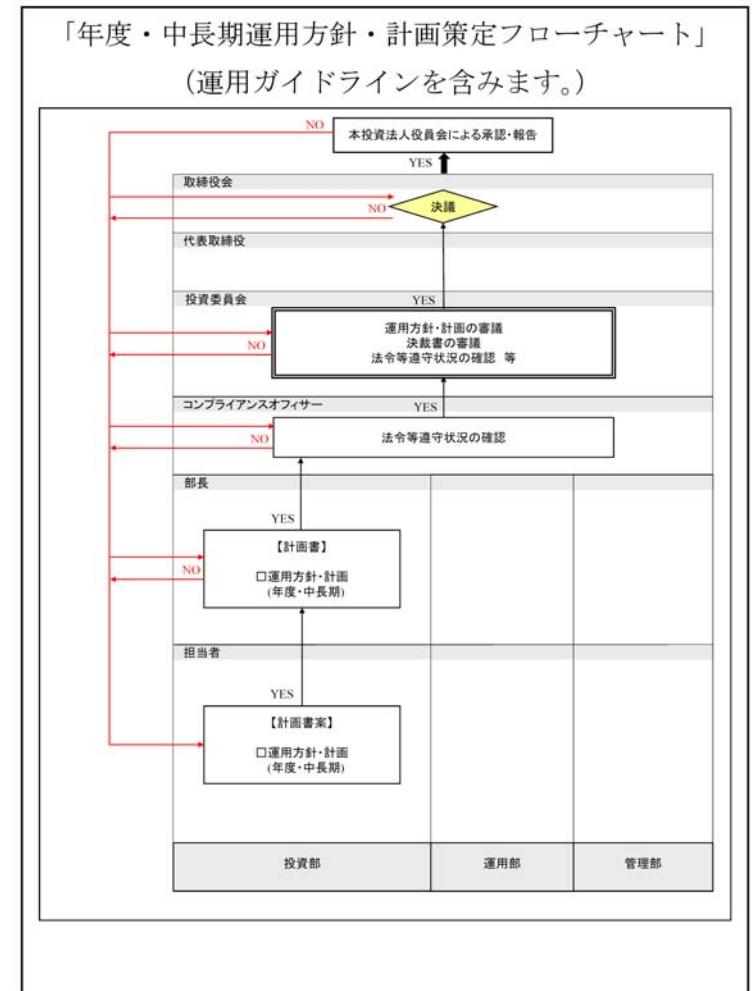 「年度・中長期運用方針・計画策定フローチャート」
(運用ガイドラインを含みます。)
NO
本投資法人役員会による承認・報告
YES
取締役会
NO
決議
代表取締役
投資委員会
YES
運用方針・計画の審議
決裁書の審議
法令等遵守状況の確認 等
NO
コンプライアンスオフィサー
YES
NO
法令等遵守状況の確認
部長
YES
【計画書】
NO
□運用方針・計画
(年度・中長期)
担当者
YES
【計画書案】
□運用方針・計画
(年度・中長期)
投資部
運用部
管理部